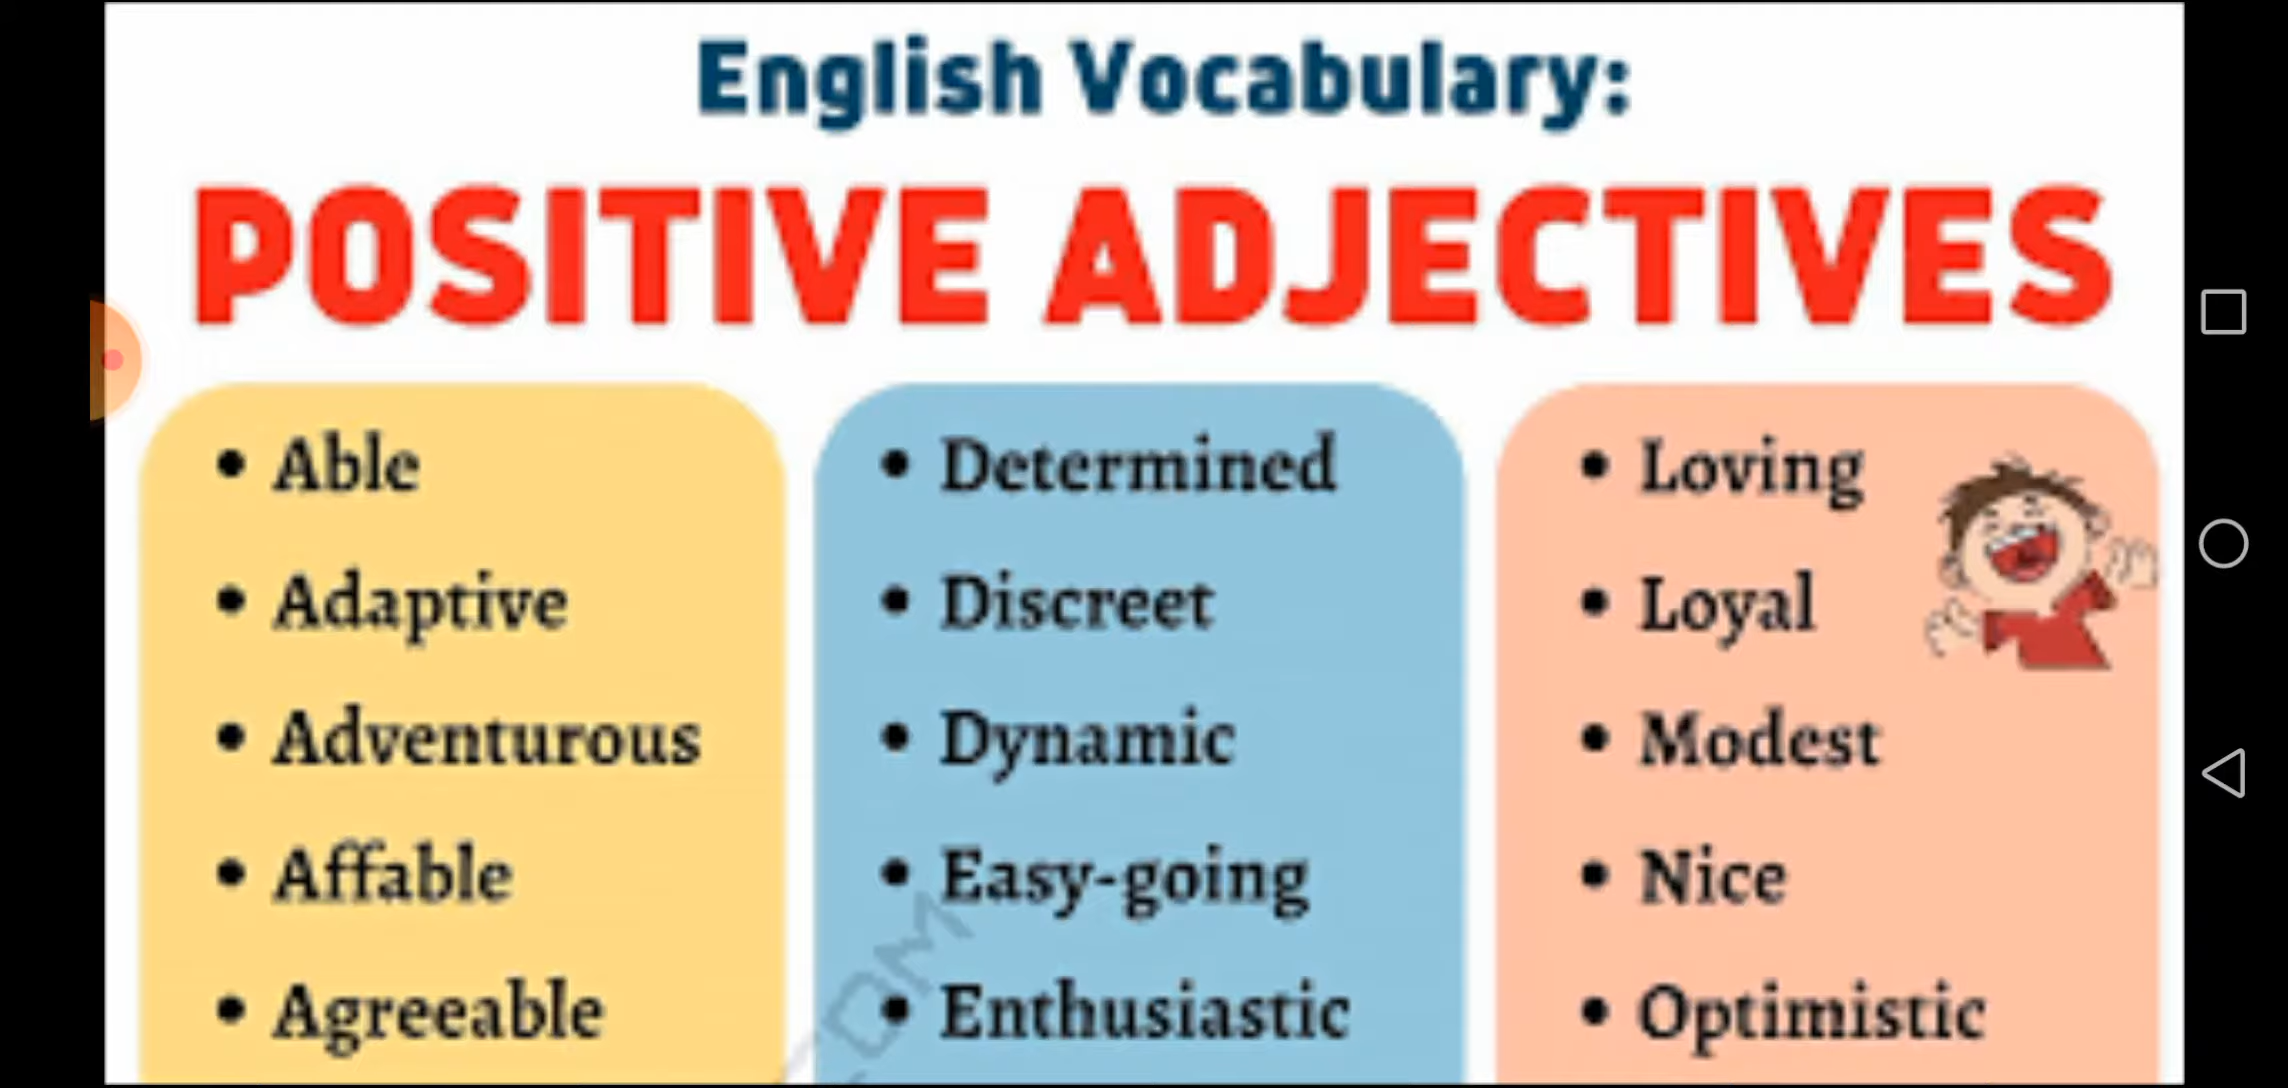 English Vocabulary:
POSITIVE ADJECTIVES
• Able
• Adaptive
• Adventurous
• Affable
• Agreeable
• Determined
• Discreet
• Dynamic
• Easy-going
• Enthusiastic
• Loving
• Loyal
• Modest
• Nice
• Optimistic